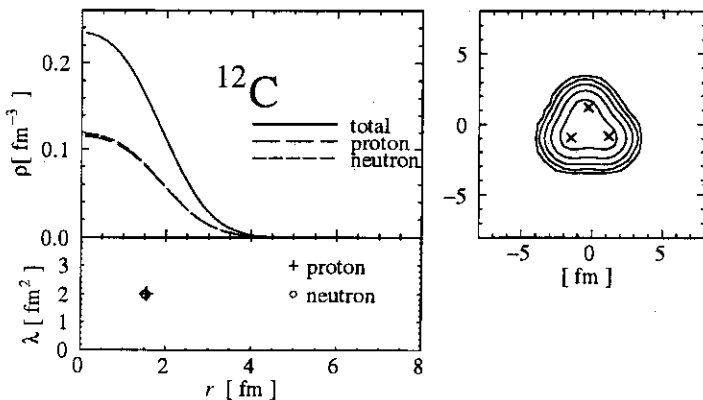 0.2
0.1
0.0
ρ[ fm⁻³ ]
¹²C
total
proton
neutron
3
2
1
0
λ [ fm² ]
+ proton
○ neutron
0 2 4 6 8
r [ fm ]
5
0
−5
−5 0 5
[ fm ]